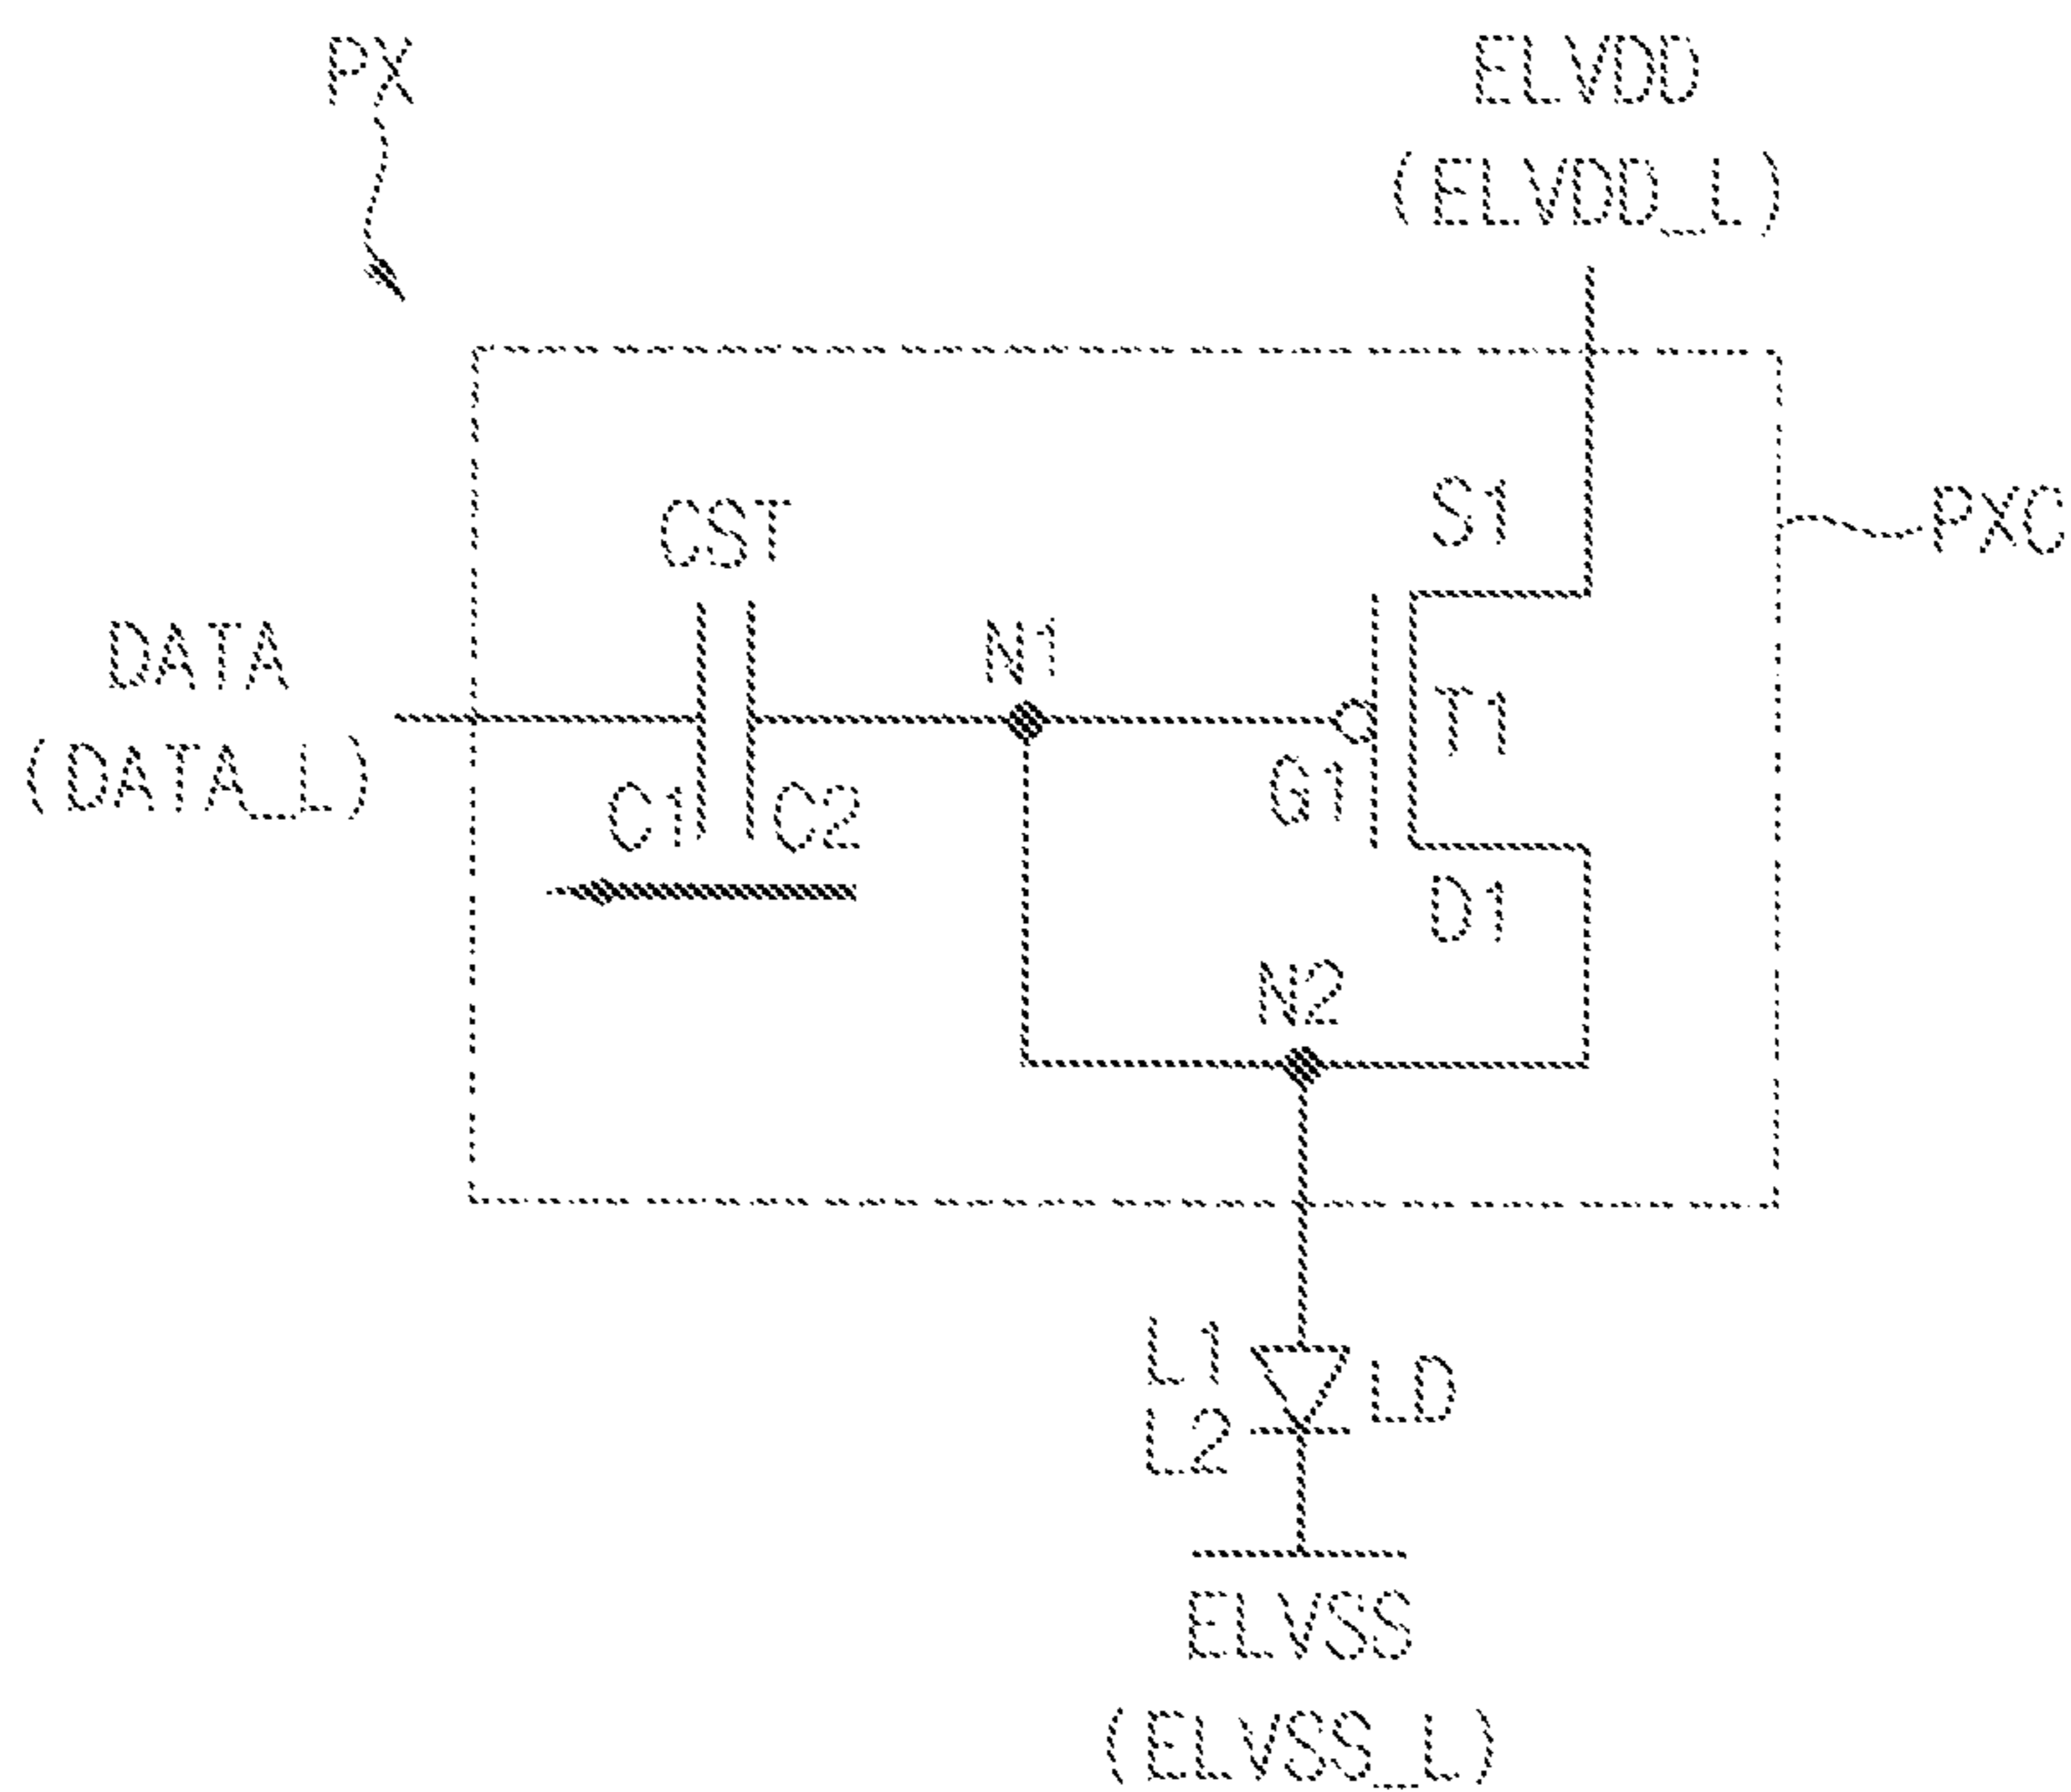 PX
ELVDD
(ELVDD_L)
S1
PXC
CST
DATA
N1
T1
(DATA_L)
G1
C1
C2
D1
N2
L1
LD
L2
ELVSS
(ELVSS_L)